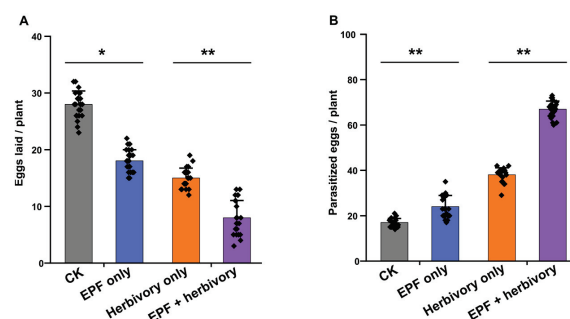 A
Eggs laid / plant
40
30
20
10
0
*
**
CK
EPF only
Herbivory only
EPF + herbivory
B
Parasitized eggs / plant
100
80
60
40
20
0
**
**
CK
EPF only
Herbivory only
EPF + herbivory